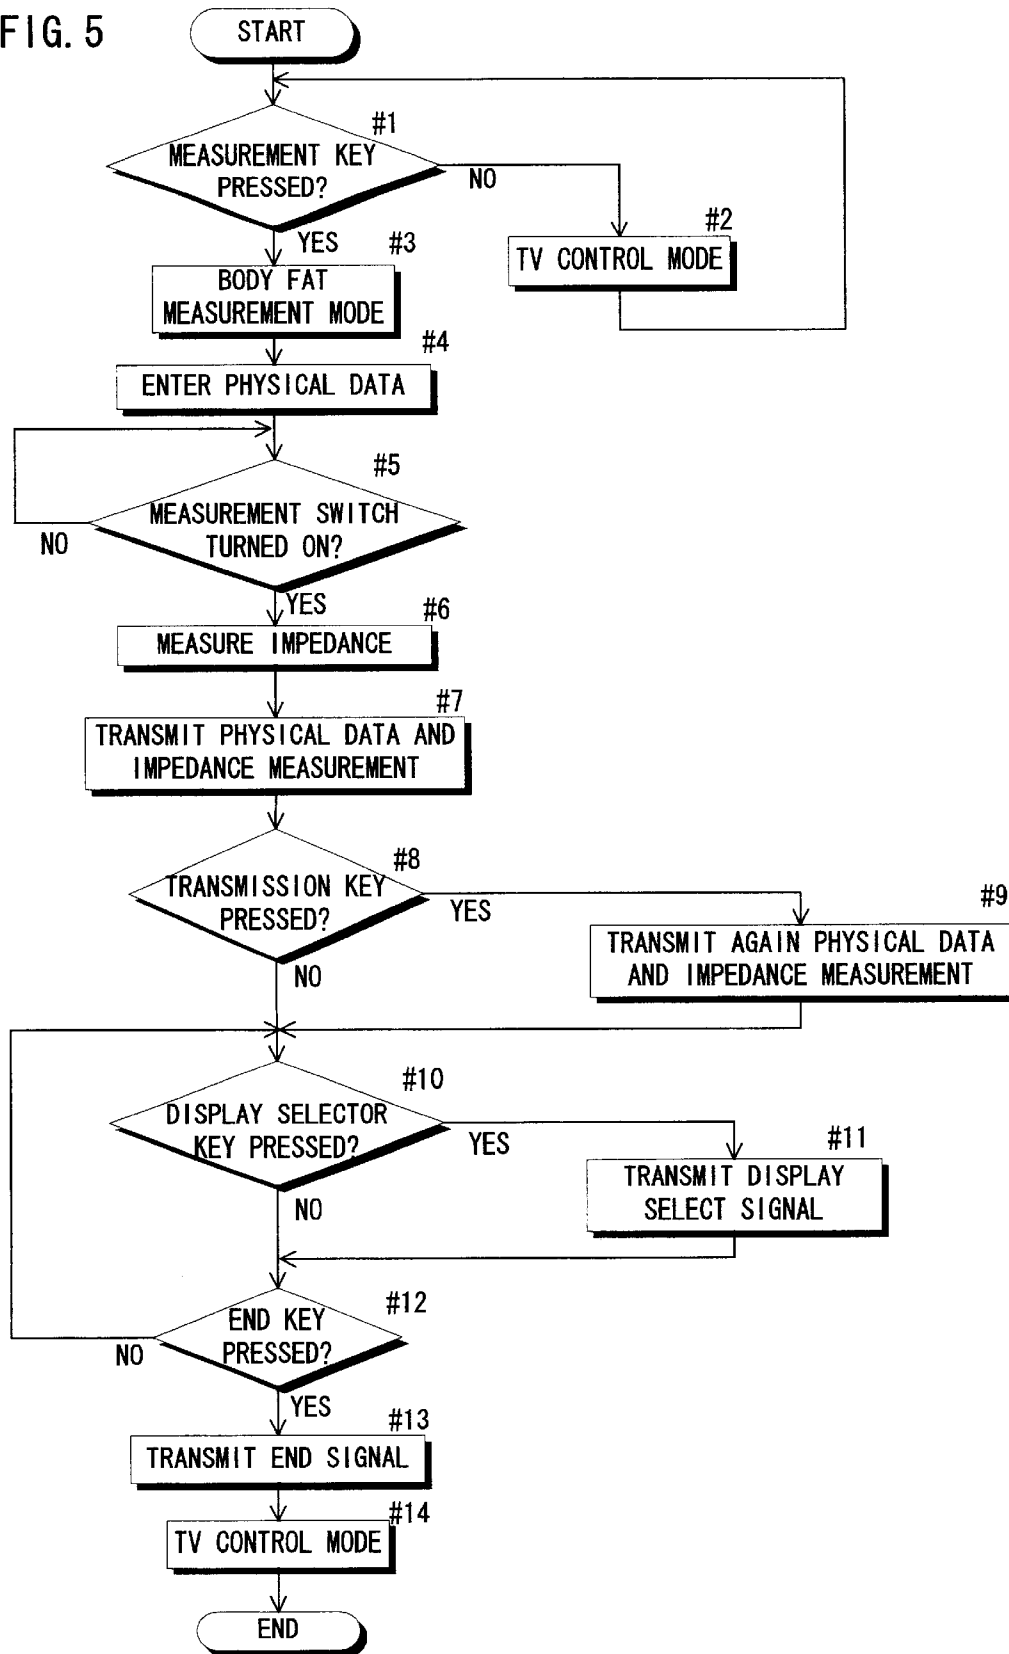 FIG. 5
START
#1
MEASUREMENT KEY
PRESSED?
NO
YES
#2
TV CONTROL MODE
#3
BODY FAT
MEASUREMENT MODE
#4
ENTER PHYSICAL DATA
#5
MEASUREMENT SWITCH
TURNED ON?
NO
YES
#6
MEASURE IMPEDANCE
#7
TRANSMIT PHYSICAL DATA AND
IMPEDANCE MEASUREMENT
#8
TRANSMISSION KEY
PRESSED?
YES
NO
#9
TRANSMIT AGAIN PHYSICAL DATA
AND IMPEDANCE MEASUREMENT
#10
DISPLAY SELECTOR
KEY PRESSED?
YES
NO
#11
TRANSMIT DISPLAY
SELECT SIGNAL
#12
END KEY
PRESSED?
NO
YES
#13
TRANSMIT END SIGNAL
#14
TV CONTROL MODE
END